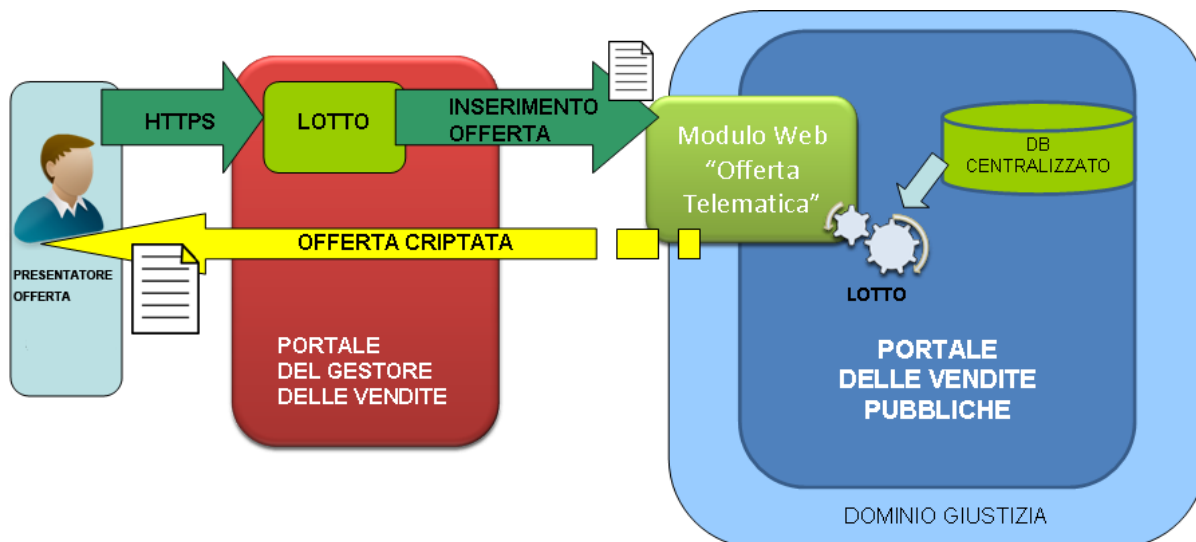 HTTPS
LOTTO
INSERIMENTO
OFFERTA
Modulo Web
“Offerta
Telematica”
DB
CENTRALIZZATO
OFFERTA CRIPTATA
PRESENTATORE
OFFERTA
LOTTO
PORTALE
DEL GESTORE
DELLE VENDITE
PORTALE
DELLE VENDITE
PUBBLICHE
DOMINIO GIUSTIZIA